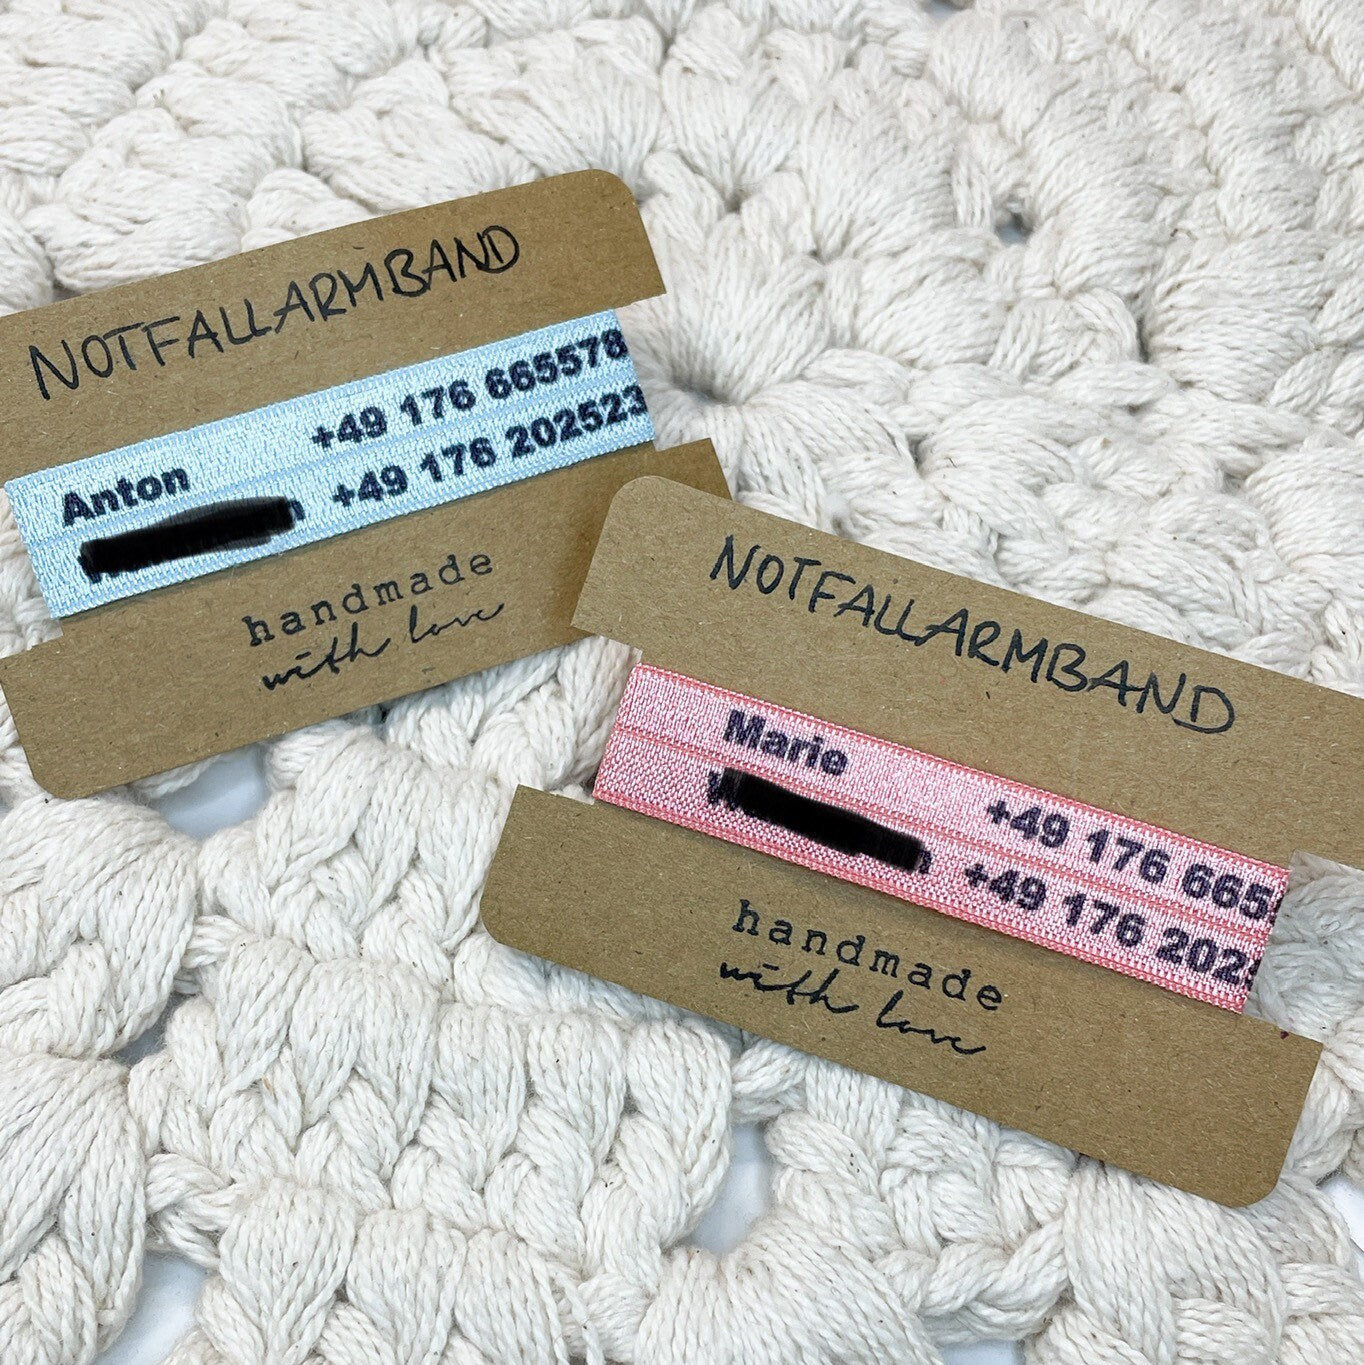 NOTFALLARMBAND
Anton +49 176 665578
+49 176 202523
handmade
with love
NOTFALLARMBAND
Marie +49 176 665
+49 176 202
handmade
with love